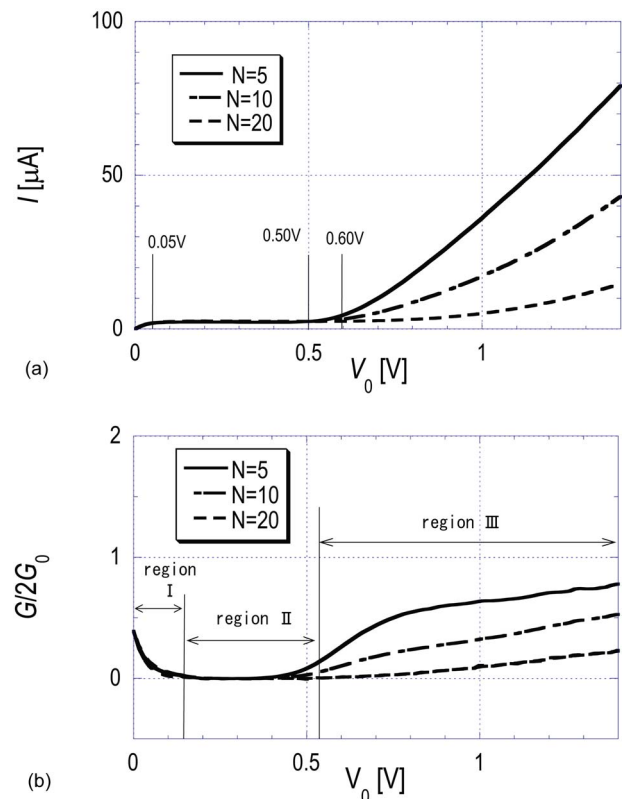 100
N=5
N=10
N=20
I [μA]
50
0.05V
0.50V
0.60V
0
0
0.5
1
(a)
V0 [V]
2
N=5
N=10
N=20
region Ⅲ
G/2G0
1
region
Ⅰ
region Ⅱ
0
0
0.5
1
(b)
V0 [V]